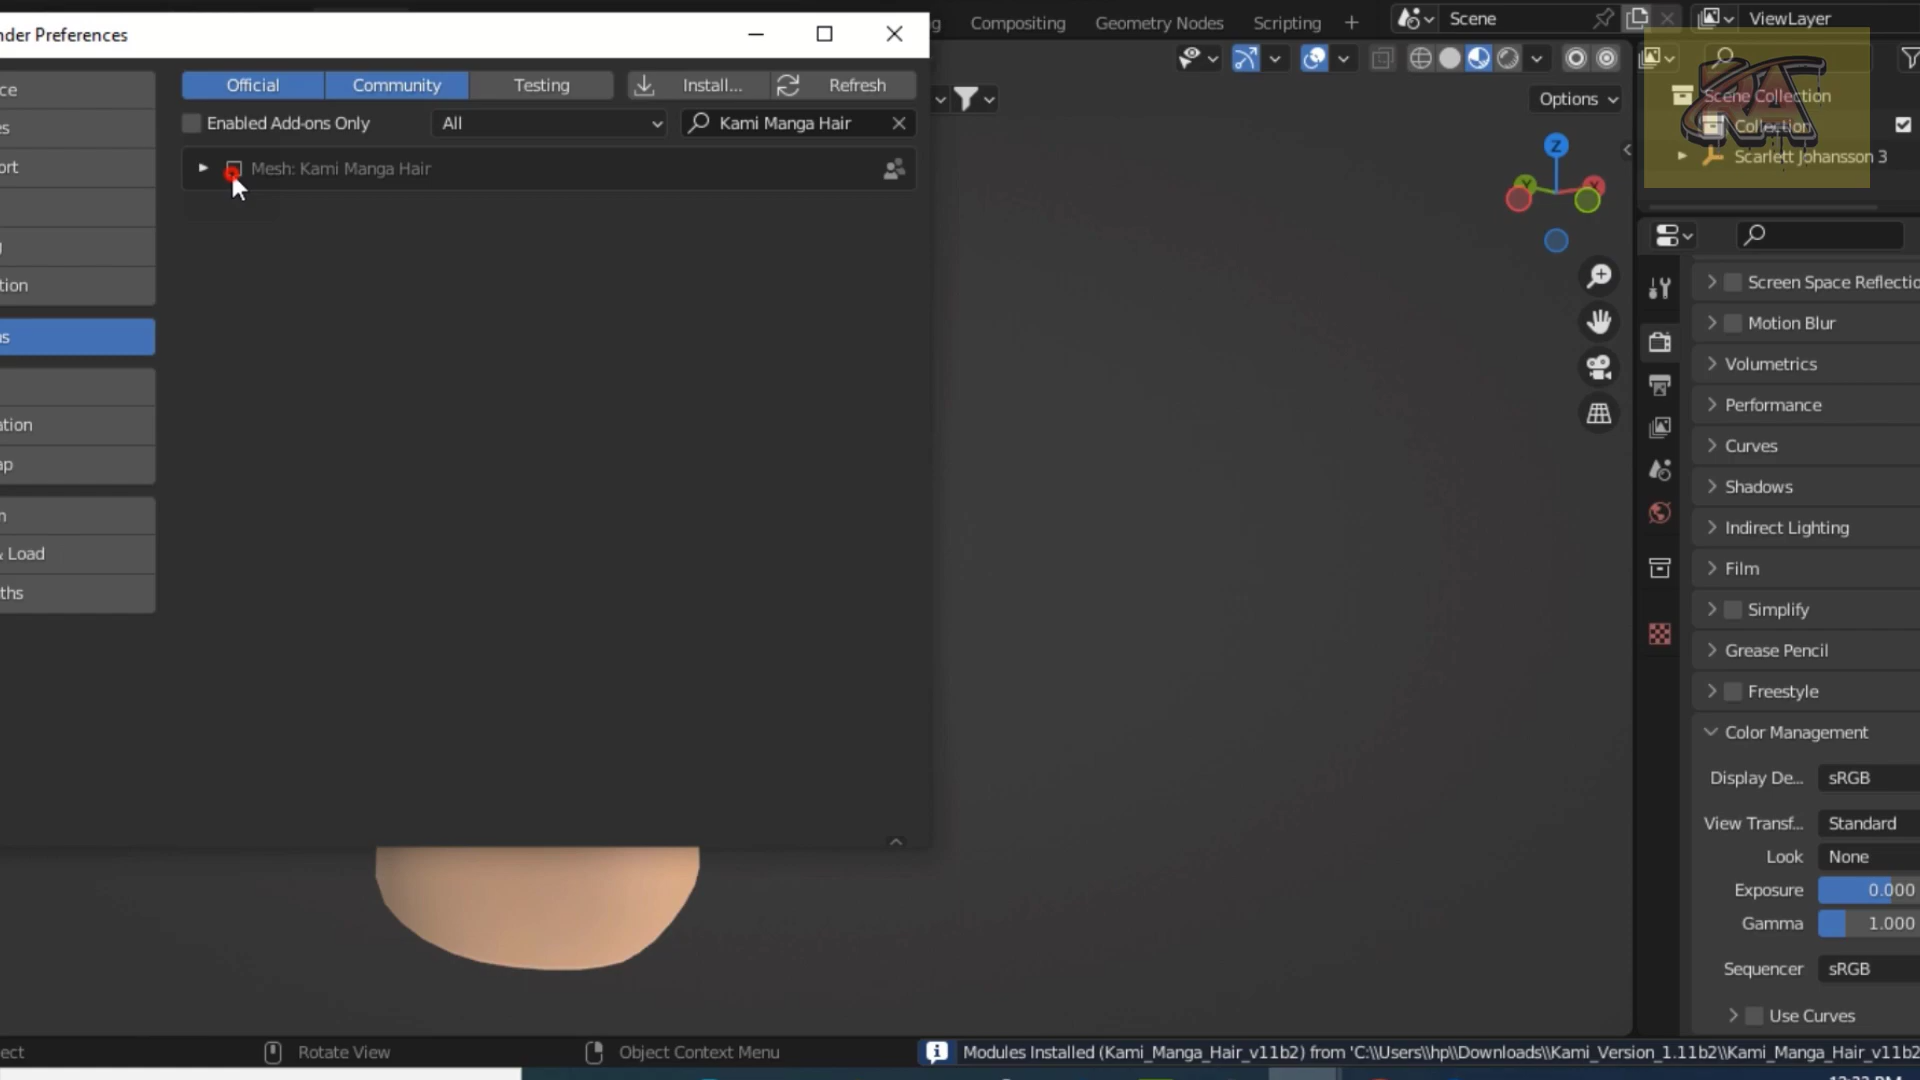 nder Preferences
Compositing
Geometry Nodes
Scripting
Scene
ViewLayer
Official
Community
Testing
Install...
Refresh
Enabled Add-ons Only
All
Kami Manga Hair
Mesh: Kami Manga Hair
Options
Scene Collection
Collection
Scarlett Johansson 3
RA
Z
Y
X
ce
s
ort
g
tion
s
ation
ap
m
& Load
ths
Screen Space Reflectio
Motion Blur
Volumetrics
Performance
Curves
Shadows
Indirect Lighting
Film
Simplify
Grease Pencil
Freestyle
Color Management
Display De... sRGB
View Transf... Standard
Look None
Exposure 0.000
Gamma 1.000
Sequencer sRGB
Use Curves
ect
Rotate View
Object Context Menu
Modules Installed (Kami_Manga_Hair_v11b2) from 'C:\\Users\\hp\\Downloads\\Kami_Version_1.11b2\\Kami_Manga_Hair_v11b2